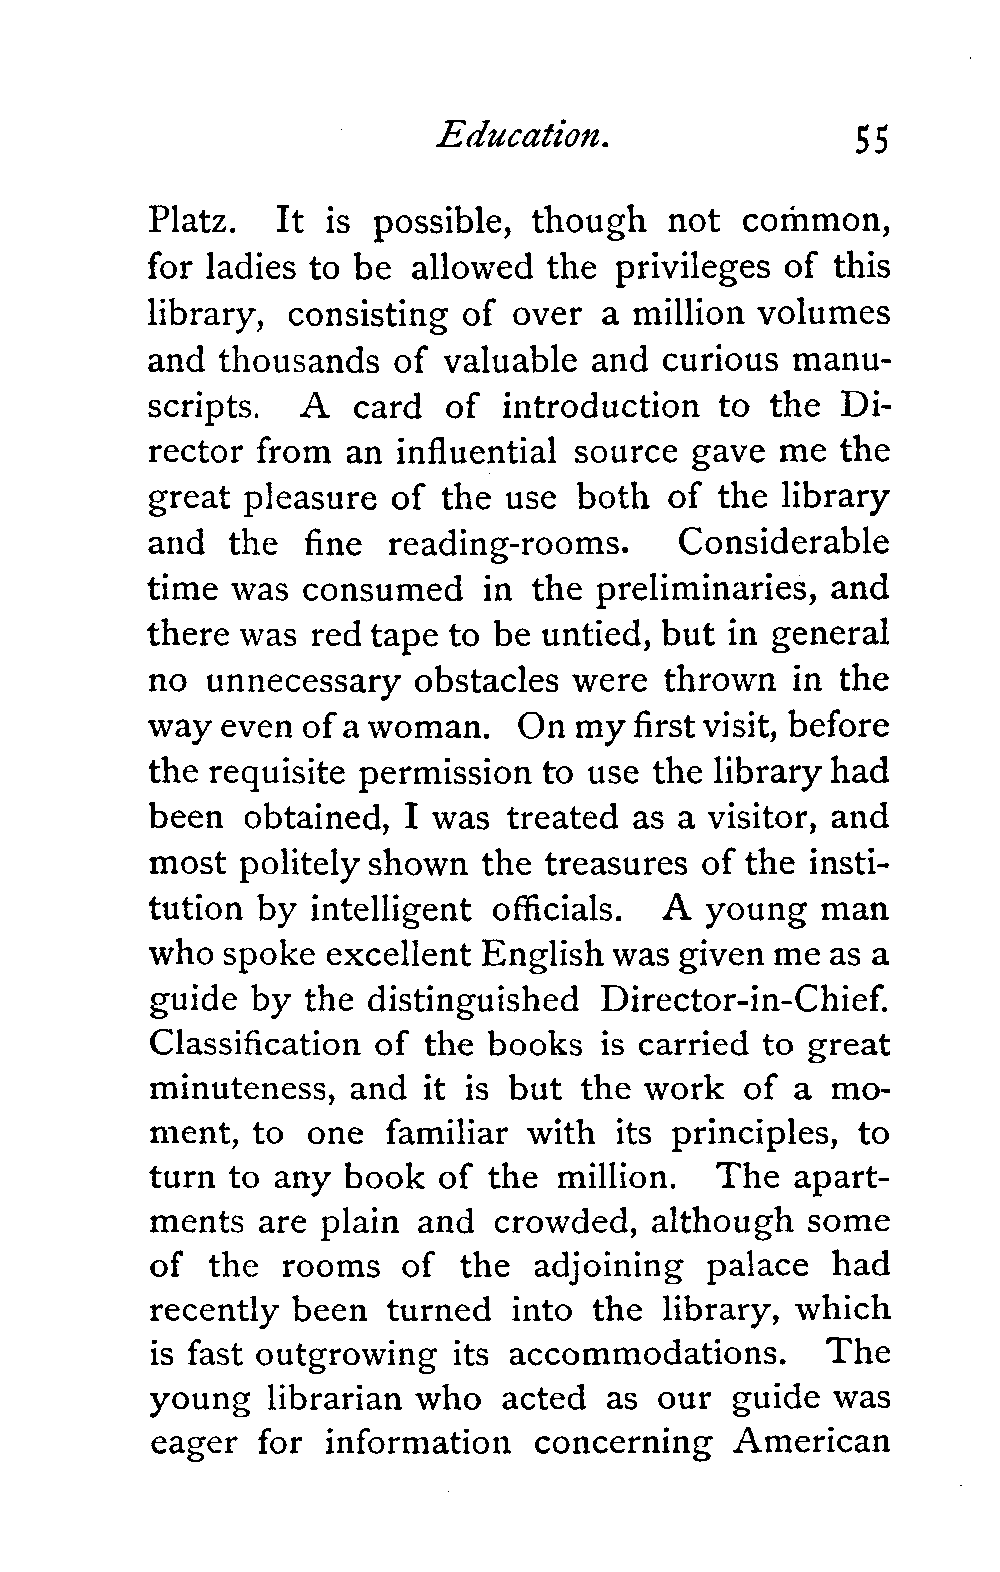 Education. 55
Platz. It is possible, though not common,
for ladies to be allowed the privileges of this
library, consisting of over a million volumes
and thousands of valuable and curious manu-
scripts. A card of introduction to the Di-
rector from an influential source gave me the
great pleasure of the use both of the library
and the fine reading-rooms. Considerable
time was consumed in the preliminaries, and
there was red tape to be untied, but in general
no unnecessary obstacles were thrown in the
way even of a woman. On my first visit, before
the requisite permission to use the library had
been obtained, I was treated as a visitor, and
most politely shown the treasures of the insti-
tution by intelligent officials. A young man
who spoke excellent English was given me as a
guide by the distinguished Director-in-Chief.
Classification of the books is carried to great
minuteness, and it is but the work of a mo-
ment, to one familiar with its principles, to
turn to any book of the million. The apart-
ments are plain and crowded, although some
of the rooms of the adjoining palace had
recently been turned into the library, which
is fast outgrowing its accommodations. The
young librarian who acted as our guide was
eager for information concerning American